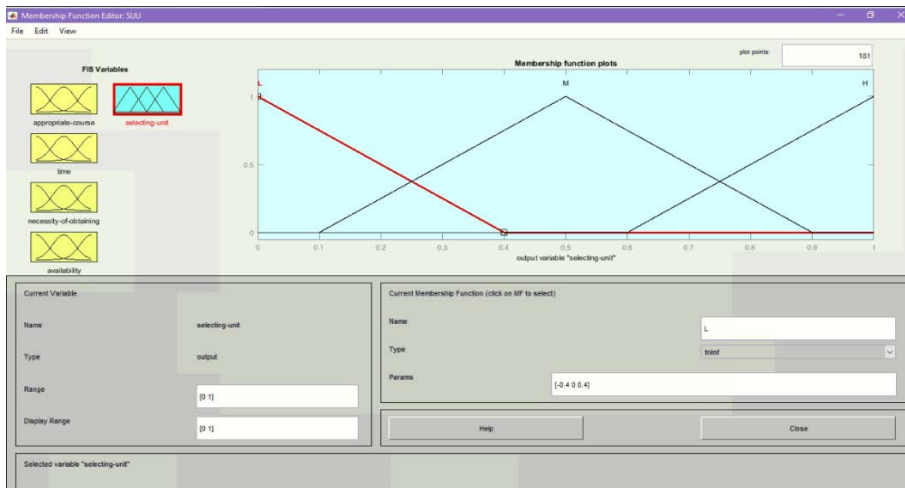 Membership Function Editor: SUU
File Edit View
FIS Variables
appropriate-course
selecting-unit
time
necessity-of-obtaining
availability
plot points:
181
Membership function plots
L
M
H
1
0.5
0
0 0.1 0.2 0.3 0.4 0.5 0.6 0.7 0.8 0.9 1
output variable "selecting-unit"
Current Variable
Name selecting-unit
Type output
Range [0 1]
Display Range [0 1]
Current Membership Function (click on MF to select)
Name L
Type trimf
Params [-0.4 0 0.4]
Help
Close
Selected variable "selecting-unit"